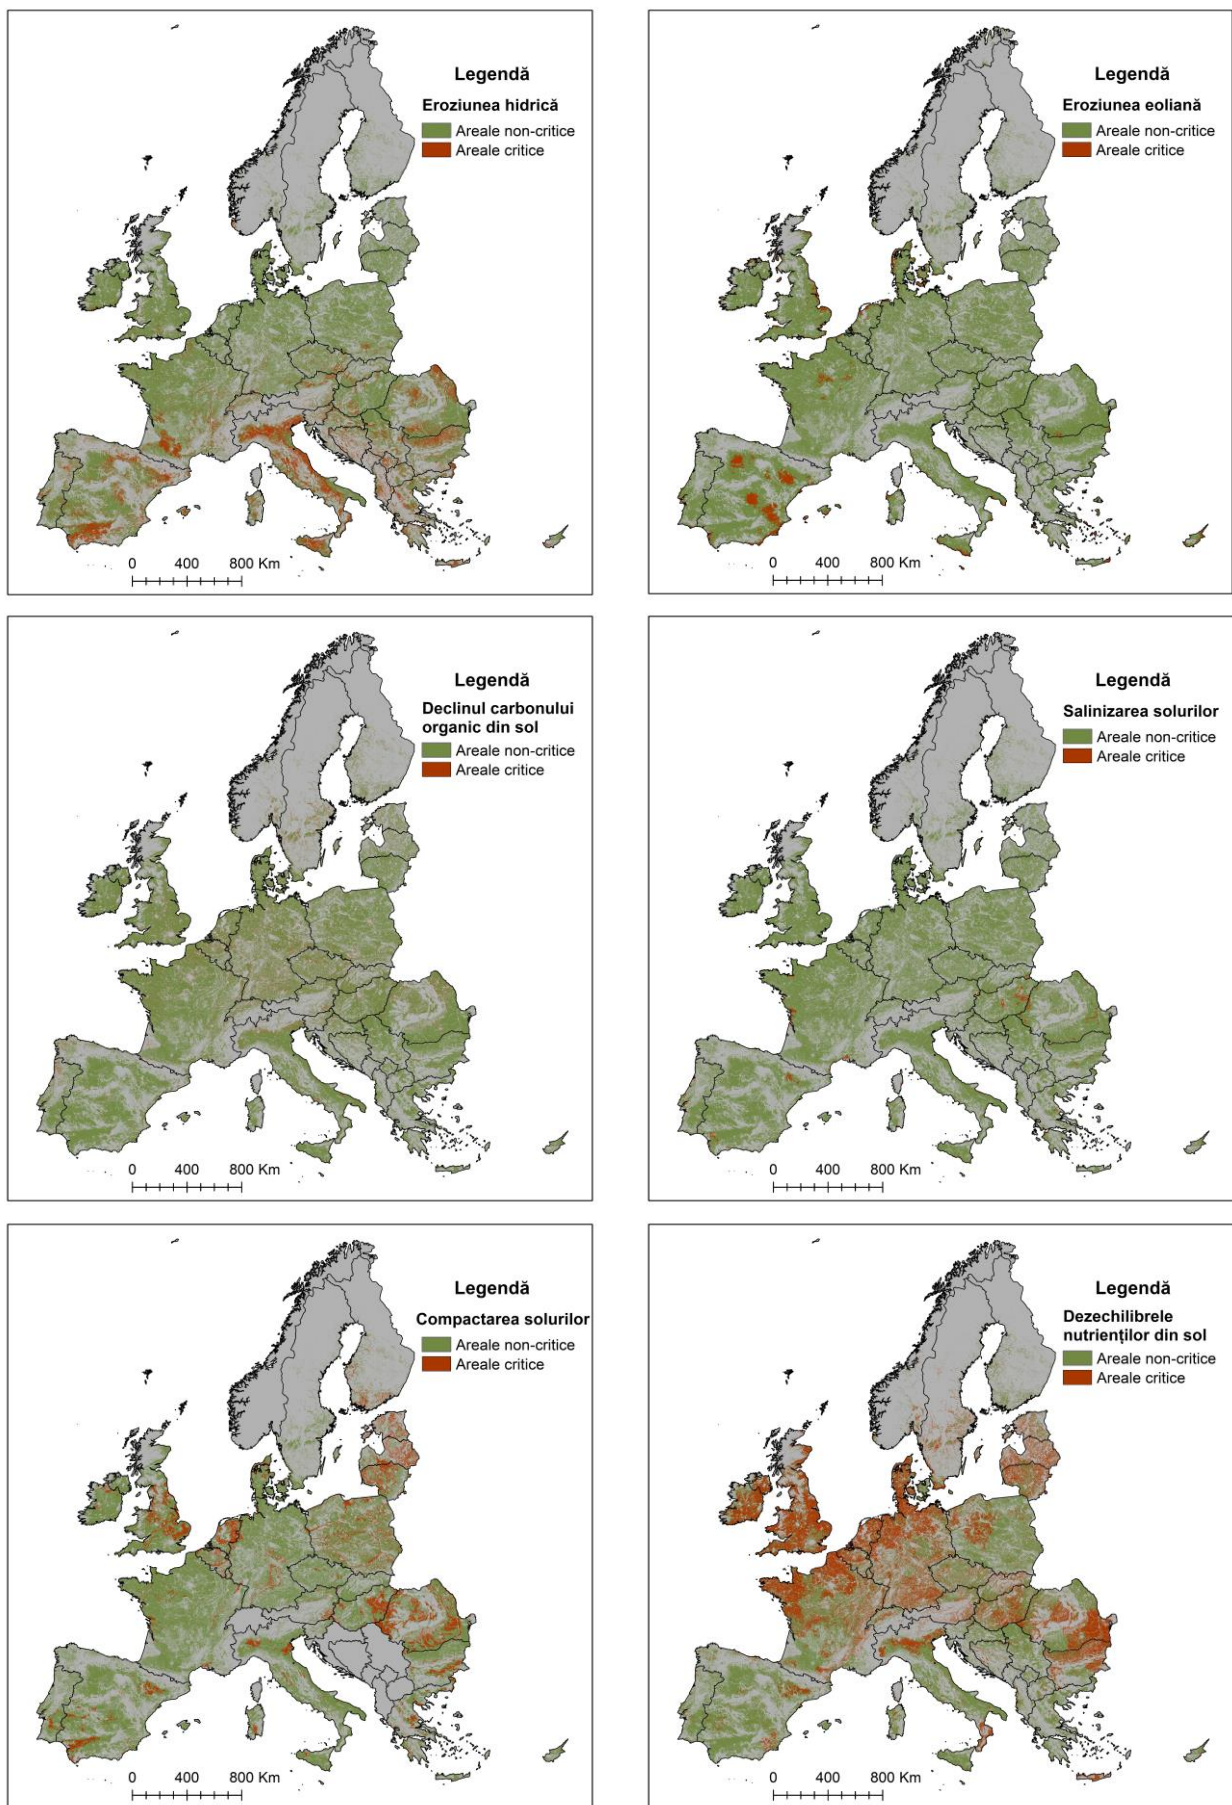 Legendă
Eroziunea hidrică
Areale non-critice
Areale critice
0 400 800 Km
Legendă
Eroziunea eoliană
Areale non-critice
Areale critice
0 400 800 Km
Legendă
Declinul carbonului
organic din sol
Areale non-critice
Areale critice
0 400 800 Km
Legendă
Salinizarea solurilor
Areale non-critice
Areale critice
0 400 800 Km
Legendă
Compactarea solurilor
Areale non-critice
Areale critice
0 400 800 Km
Legendă
Dezechilibrele
nutrienților din sol
Areale non-critice
Areale critice
0 400 800 Km